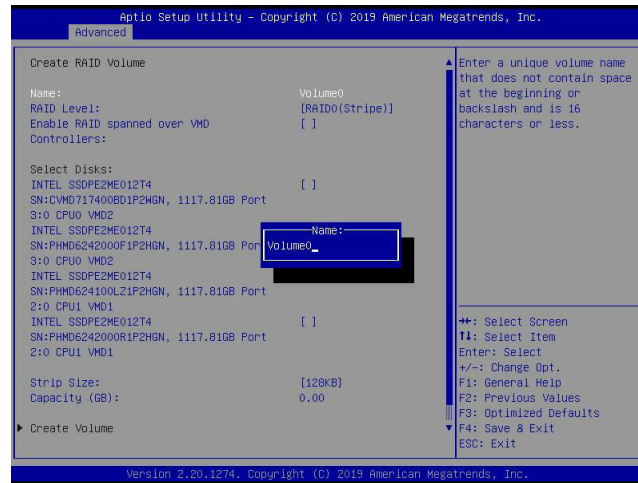 Aptio Setup Utility – Copyright (C) 2019 American Megatrends, Inc.
Advanced
Create RAID Volume
Name: Volume0
RAID Level: [RAID0(Stripe)]
Enable RAID spanned over VMD [ ]
Controllers:
Select Disks:
INTEL SSDPE2ME012T4 [ ]
SN:CVMD717400BD1P2WGN, 1117.81GB Port
3:0 CPU0 VMD2
INTEL SSDPE2ME012T4
SN:PHMD6242000F1P2HGN, 1117.81GB Por
3:0 CPU0 VMD2
INTEL SSDPE2ME012T4
SN:PHMD624100LZ1P2HGN, 1117.81GB Port
2:0 CPU1 VMD1
INTEL SSDPE2ME012T4 [ ]
SN:PHMD6242000R1P2HGN, 1117.81GB Port
2:0 CPU1 VMD1
Strip Size: [128KB]
Capacity (GB): 0.00
Create Volume
Name:
Volume0_
Enter a unique volume name
that does not contain space
at the beginning or
backslash and is 16
characters or less.
→←: Select Screen
↑↓: Select Item
Enter: Select
+/-: Change Opt.
F1: General Help
F2: Previous Values
F3: Optimized Defaults
F4: Save & Exit
ESC: Exit
Version 2.20.1274. Copyright (C) 2019 American Megatrends, Inc.